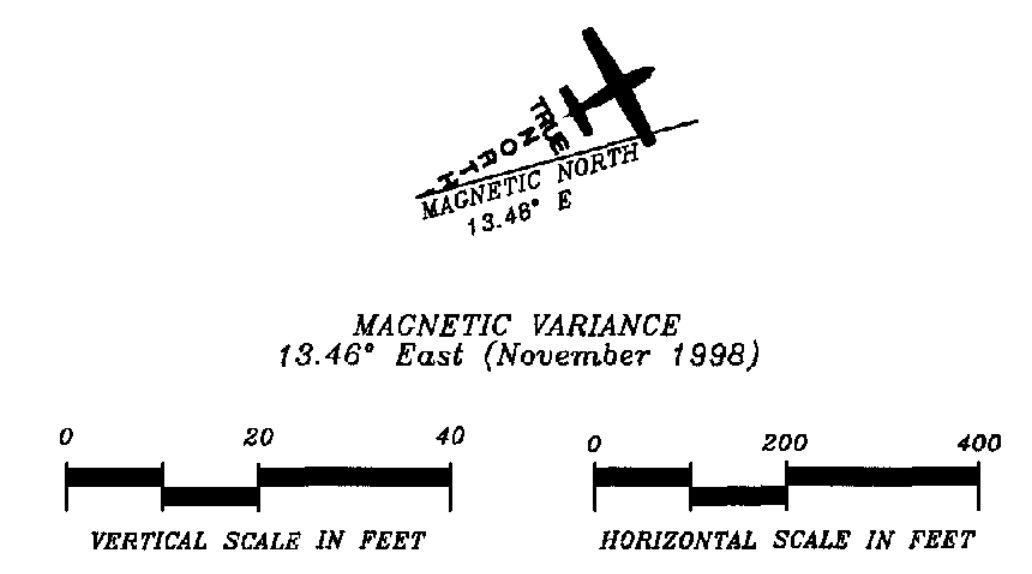 TRUE NORTH
MAGNETIC NORTH
13.46° E
MAGNETIC VARIANCE
13.46° East (November 1998)
0 20 40
VERTICAL SCALE IN FEET
0 200 400
HORIZONTAL SCALE IN FEET